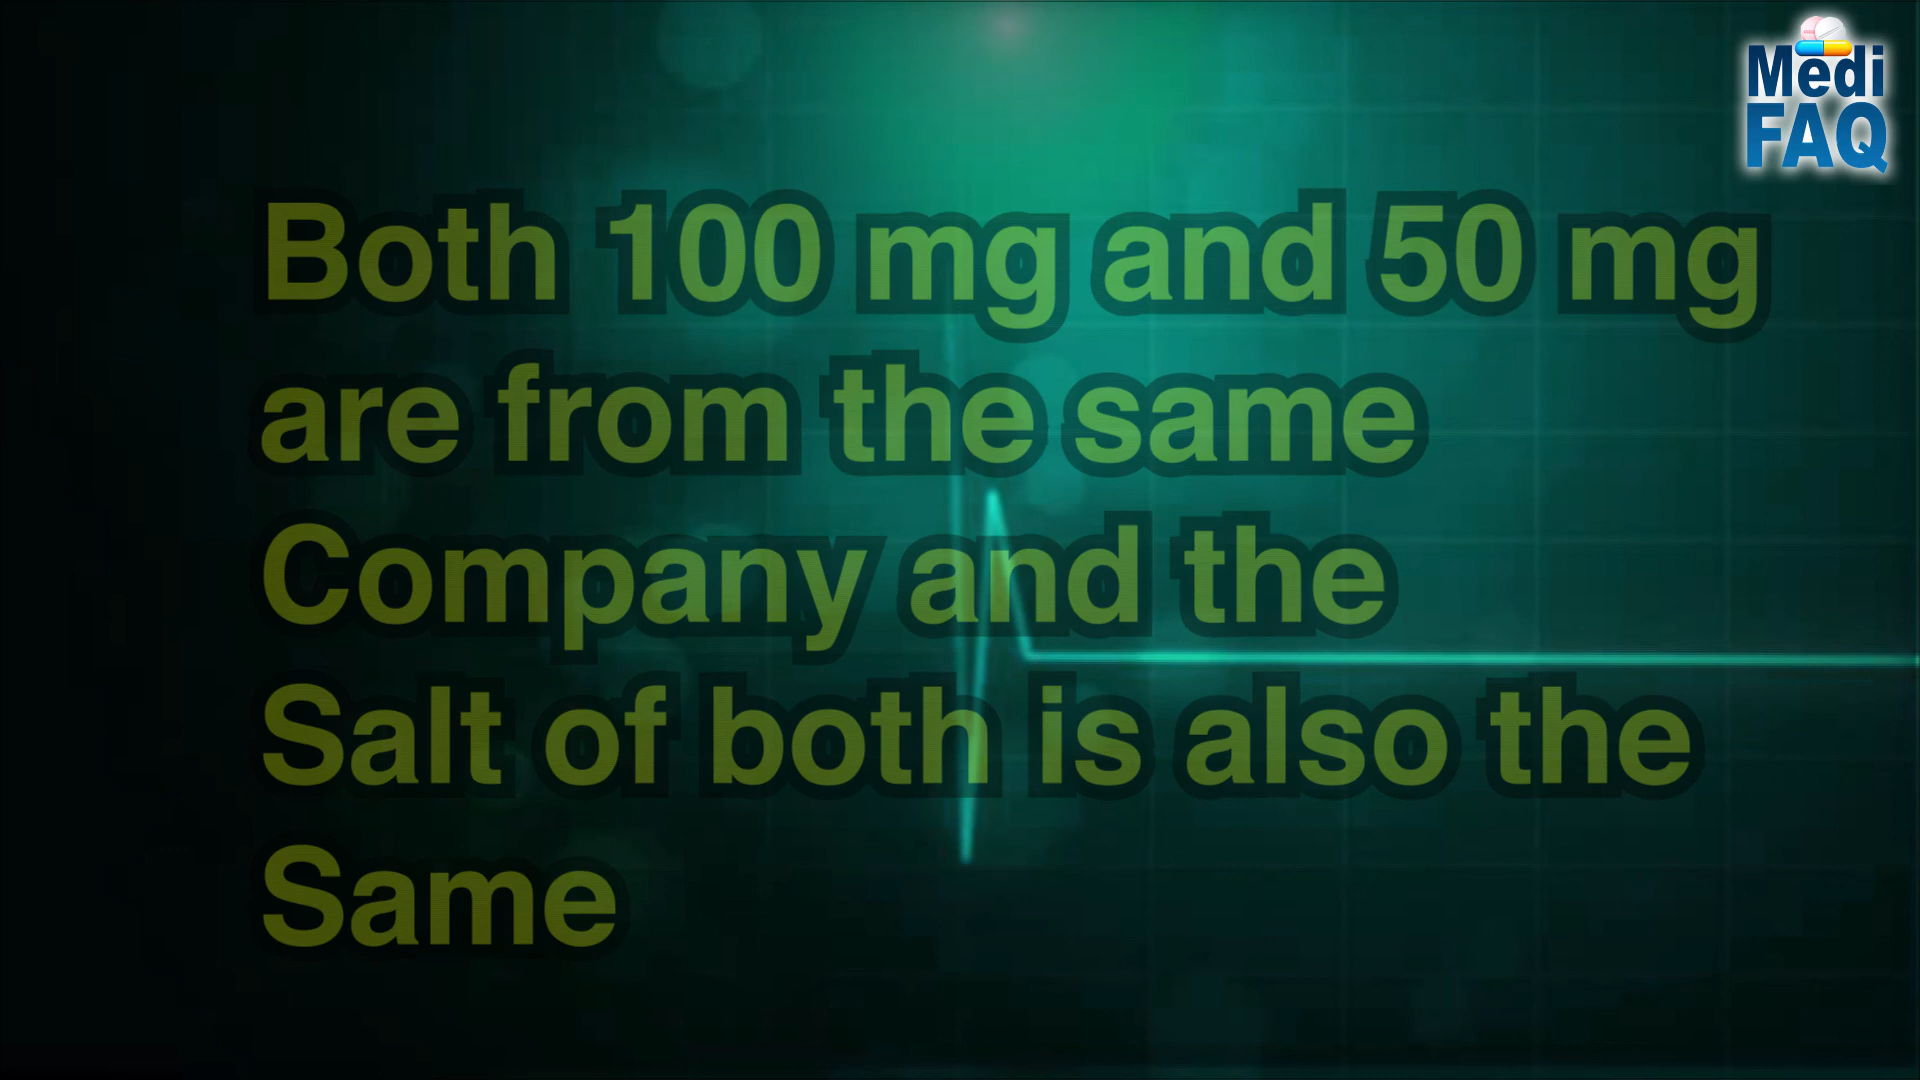 Medi
FAQ
Both 100 mg and 50 mg
are from the same
Company and the
Salt of both is also the
Same